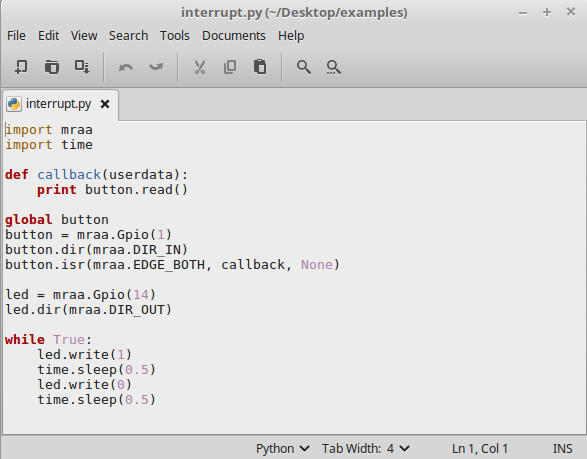 interrupt.py (~/Desktop/examples)
File Edit View Search Tools Documents Help
interrupt.py
import mraa
import time

def callback(userdata):
    print button.read()

global button
button = mraa.Gpio(1)
button.dir(mraa.DIR_IN)
button.isr(mraa.EDGE_BOTH, callback, None)

led = mraa.Gpio(14)
led.dir(mraa.DIR_OUT)

while True:
    led.write(1)
    time.sleep(0.5)
    led.write(0)
    time.sleep(0.5)
Python Tab Width: 4 Ln 1, Col 1 INS